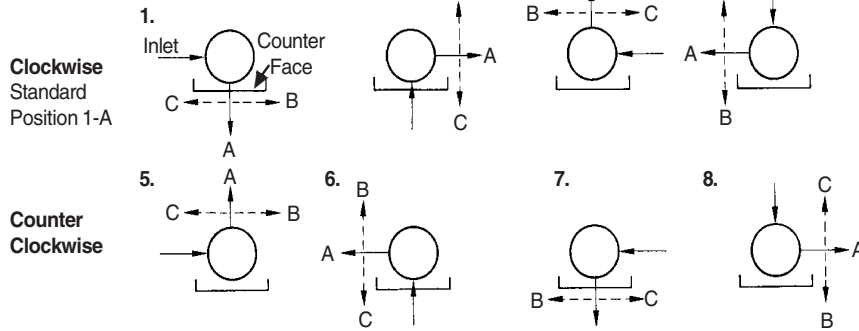 1.
Inlet
Counter
Face
Clockwise
Standard
Position 1-A
C B
A
A
C
B C
A
B
5.
A
C B
Counter
Clockwise
6.
B
A
C
7.
B C
8.
C
A
B